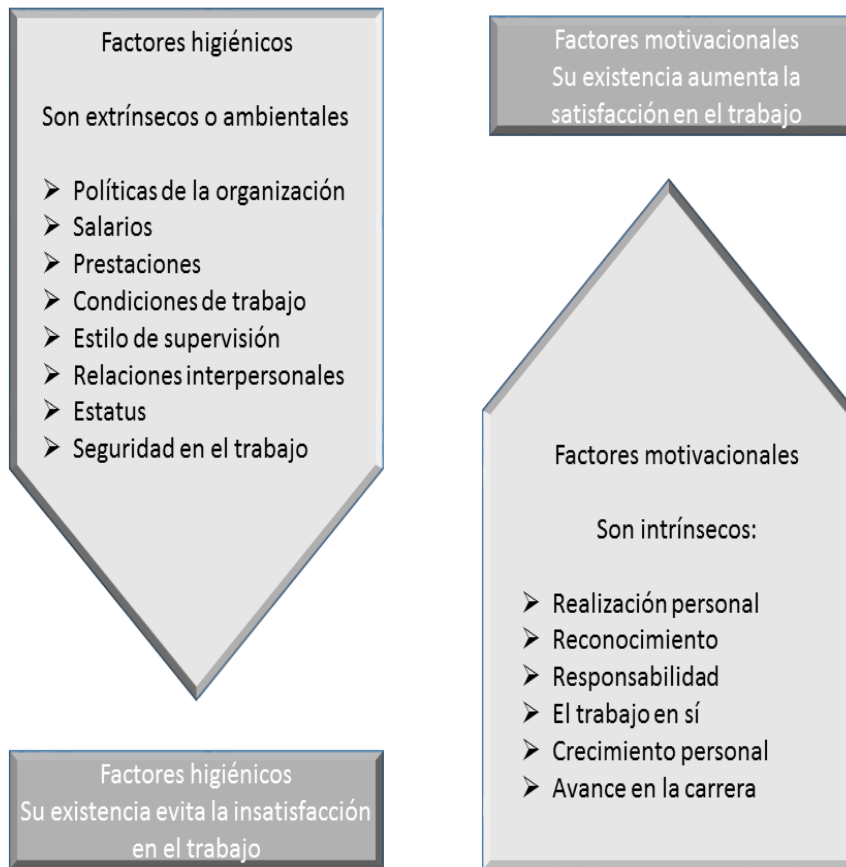 Factores higiénicos
Son extrínsecos o ambientales
Políticas de la organización
Salarios
Prestaciones
Condiciones de trabajo
Estilo de supervisión
Relaciones interpersonales
Estatus
Seguridad en el trabajo
Factores higiénicos
Su existencia evita la insatisfacción
en el trabajo
Factores motivacionales
Su existencia aumenta la
satisfacción en el trabajo
Factores motivacionales
Son intrínsecos:
Realización personal
Reconocimiento
Responsabilidad
El trabajo en sí
Crecimiento personal
Avance en la carrera